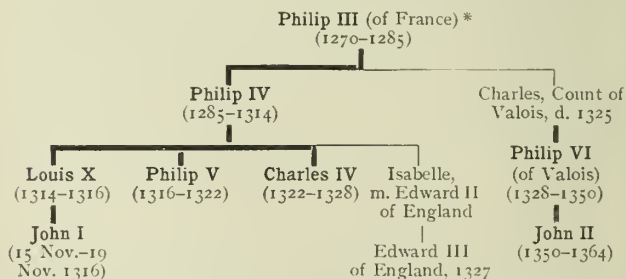 Philip III (of France) *
(1270–1285)
Philip IV
(1285–1314)
Charles, Count of
Valois, d. 1325
Louis X
(1314–1316)
Philip V
(1316–1322)
Charles IV
(1322–1328)
Isabelle,
m. Edward II
of England
Philip VI
(of Valois)
(1328–1350)
John I
(15 Nov.–19
Nov. 1316)
Edward III
of England, 1327
John II
(1350–1364)